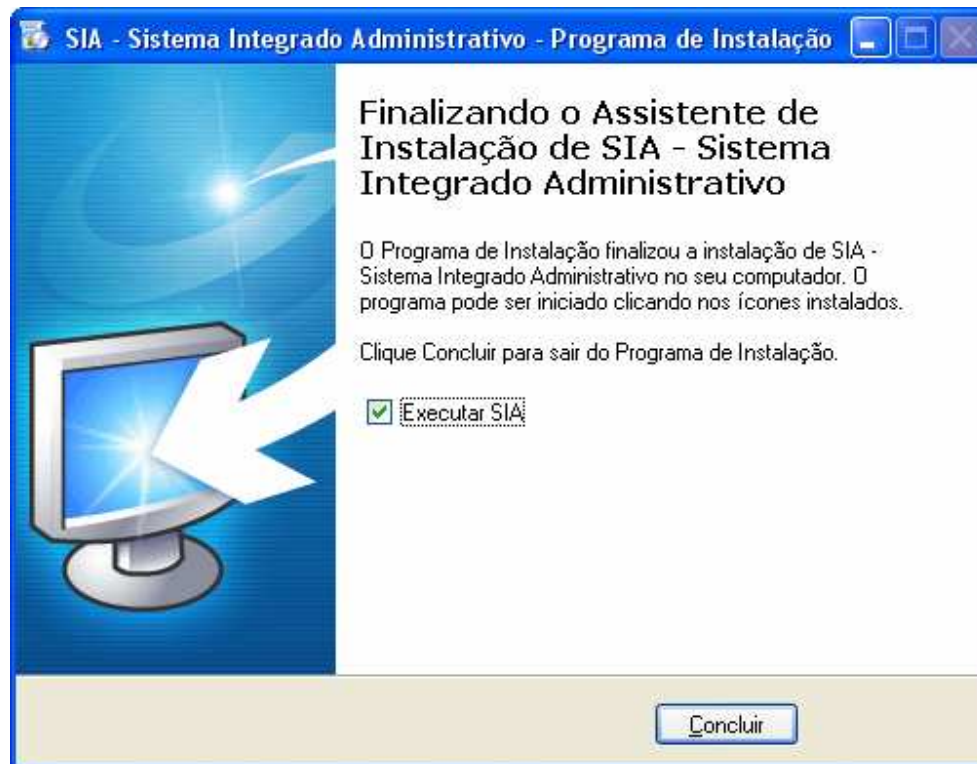 SIA - Sistema Integrado Administrativo - Programa de Instalação
Finalizando o Assistente de
Instalação de SIA - Sistema
Integrado Administrativo
O Programa de Instalação finalizou a instalação de SIA -
Sistema Integrado Administrativo no seu computador. O
programa pode ser iniciado clicando nos ícones instalados.
Clique Concluir para sair do Programa de Instalação.
Executar SIA
Concluir